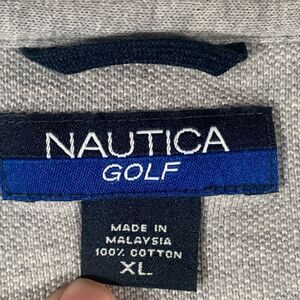 NAUTICA
GOLF
MADE IN
MALAYSIA
100% COTTON
XL